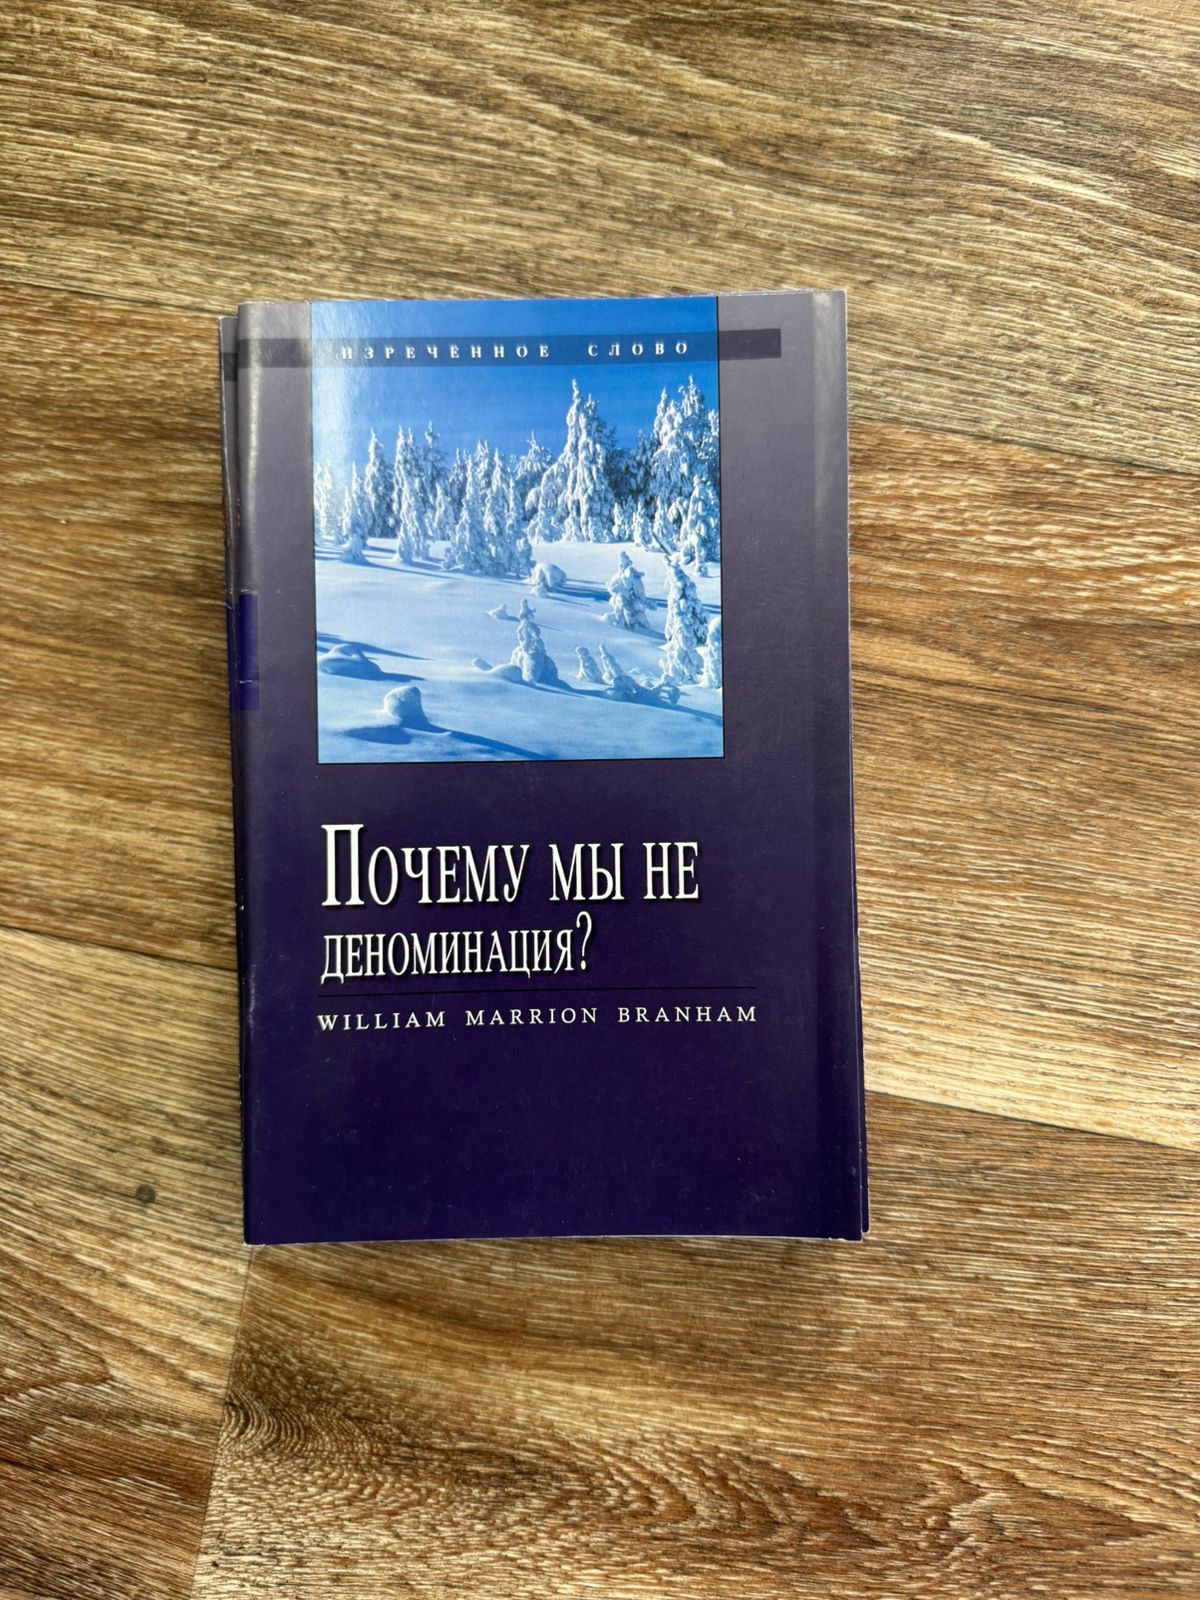 ИЗРЕЧЁННОЕ СЛОВО
ПОЧЕМУ МЫ НЕ
ДЕНОМИНАЦИЯ?
WILLIAM MARRION BRANHAM